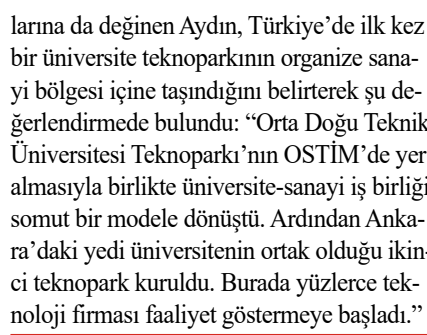 larına da değinen Aydın, Türkiye’de ilk kez
bir üniversite teknoparkının organize sana-
yi bölgesi içine taşındığını belirterek şu de-
ğerlendirmede bulundu: “Orta Doğu Teknik
Üniversitesi Teknoparkı’nın OSTİM’de yer
almasıyla birlikte üniversite-sanayi iş birliği
somut bir modele dönüştü. Ardından Anka-
ra’daki yedi üniversitenin ortak olduğu ikin-
ci teknopark kuruldu. Burada yüzlerce tek-
noloji firması faaliyet göstermeye başladı.”